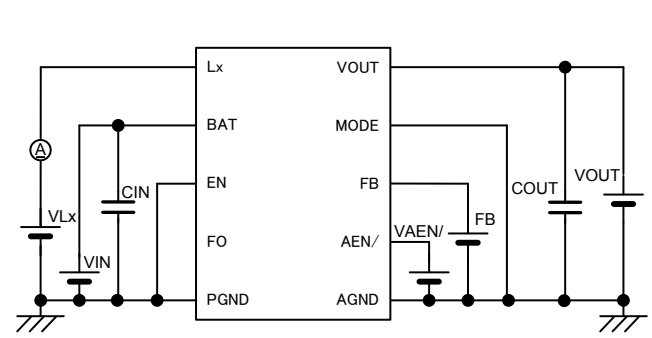 Lx
VOUT
BAT
MODE
A
EN
FB
CIN
COUT
VOUT
VLx
FO
AEN/
VAEN/
FB
VIN
PGND
AGND